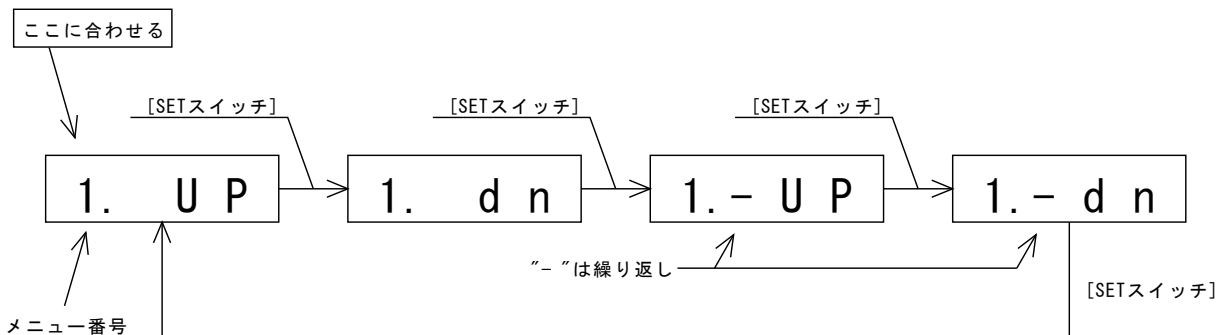 ここに合わせる
[SETスイッチ]
[SETスイッチ]
[SETスイッチ]
1. UP
1. dn
1.-UP
1.-dn
"-"は繰り返し
[SETスイッチ]
メニュー番号